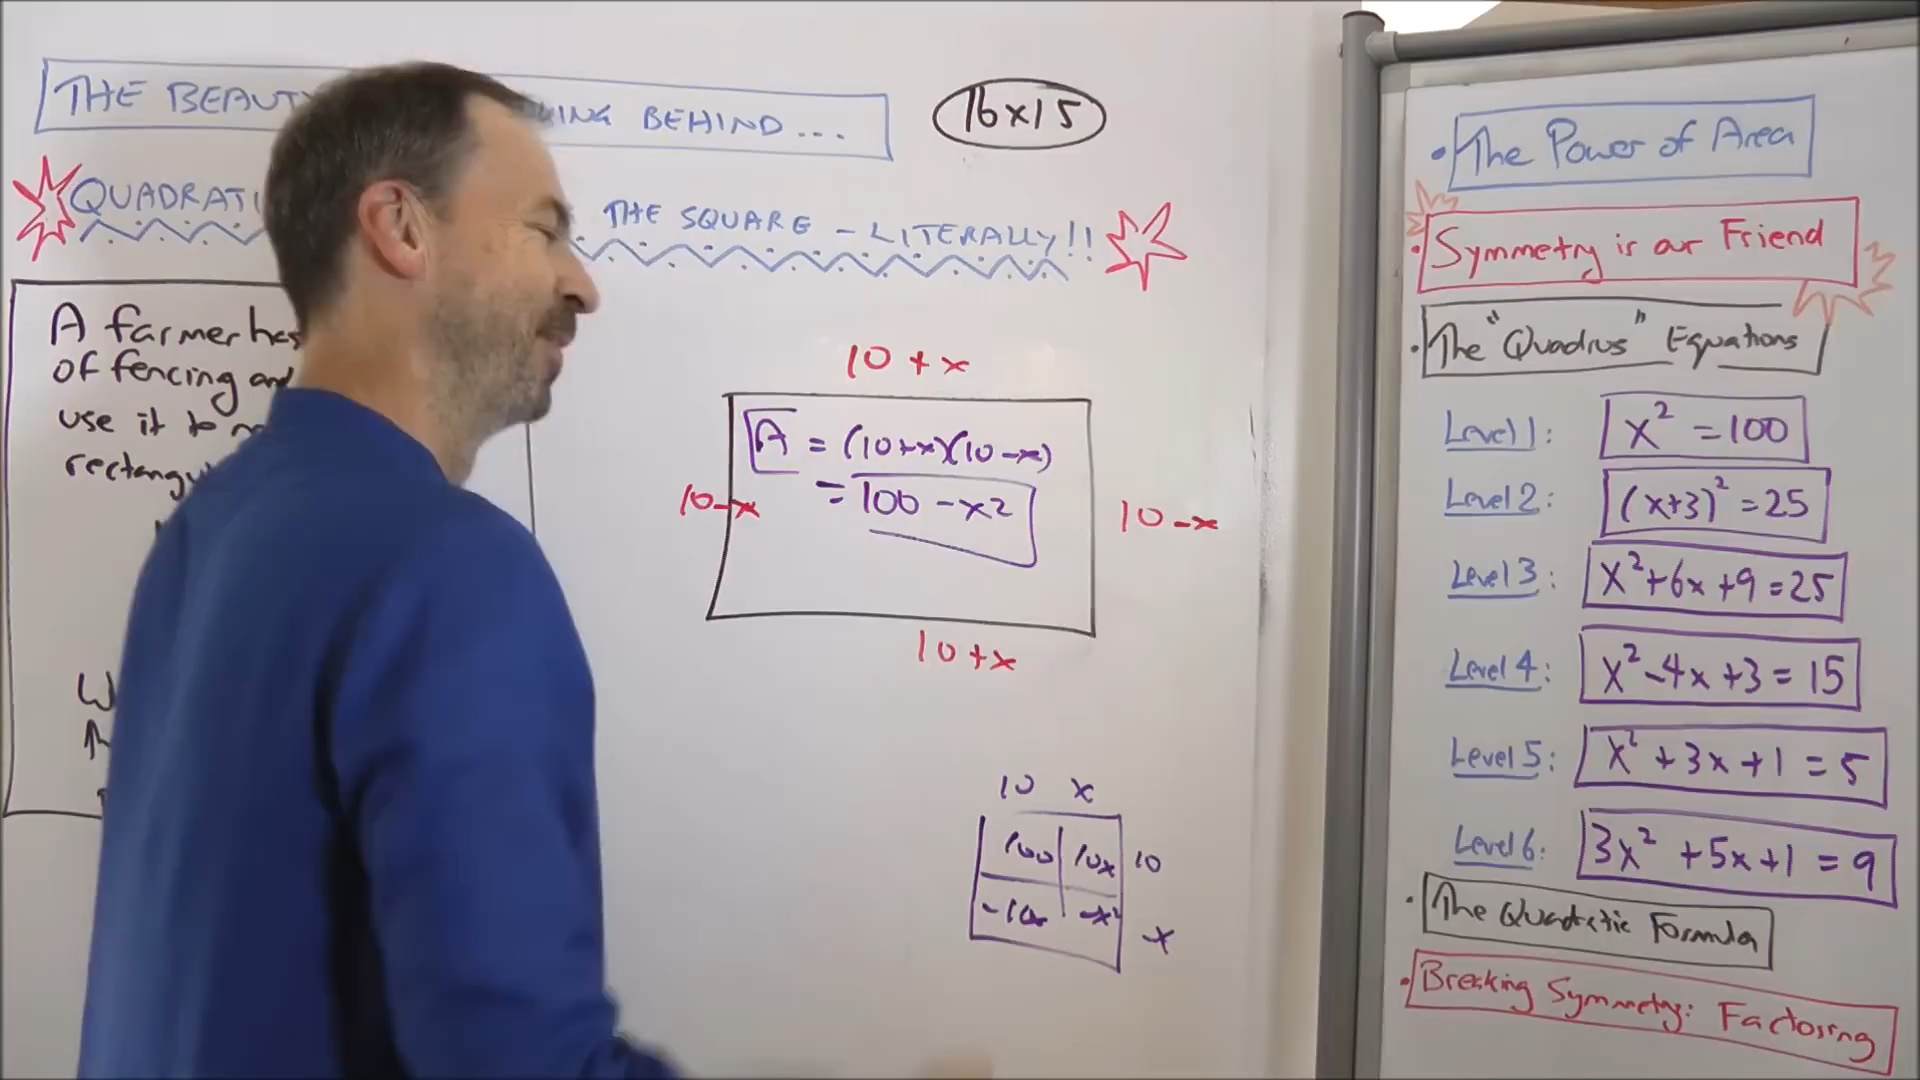 THE BEAUT KING BEHIND...
16x15
QUADRATI THE SQUARE - LITERALLY!!
A farmer has
of fencing and
use it to
rectang
10+x
A = (10+x)(10-x)
= 100-x²
10-x
10-x
10+x
10 x
100 10x 10
-10x -x² -x
• The Power of Area
• Symmetry is our Friend
• The "Quadrus" Equations
Level 1: x² = 100
Level 2: (x+3)² = 25
Level 3: x²+6x+9=25
Level 4: x²-4x+3=15
Level 5: x²+3x+1=5
Level 6: 3x²+5x+1=9
• The Quadratic Formula
• Breaking Symmetry: Factoring